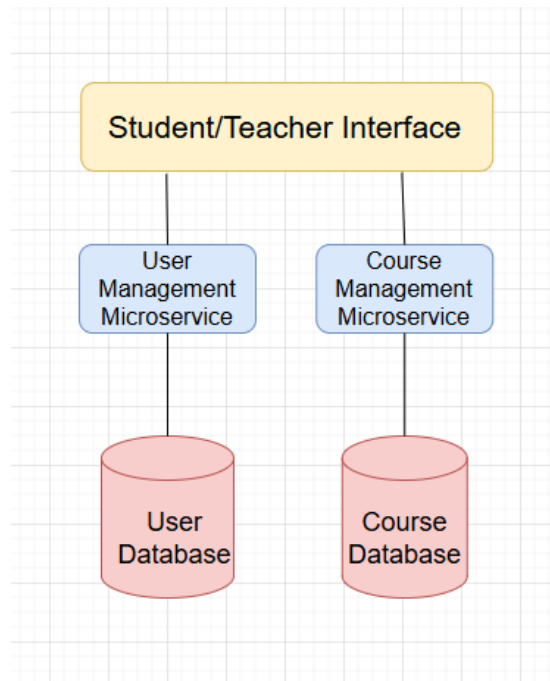 Student/Teacher Interface
User
Management
Microservice
Course
Management
Microservice
User
Database
Course
Database